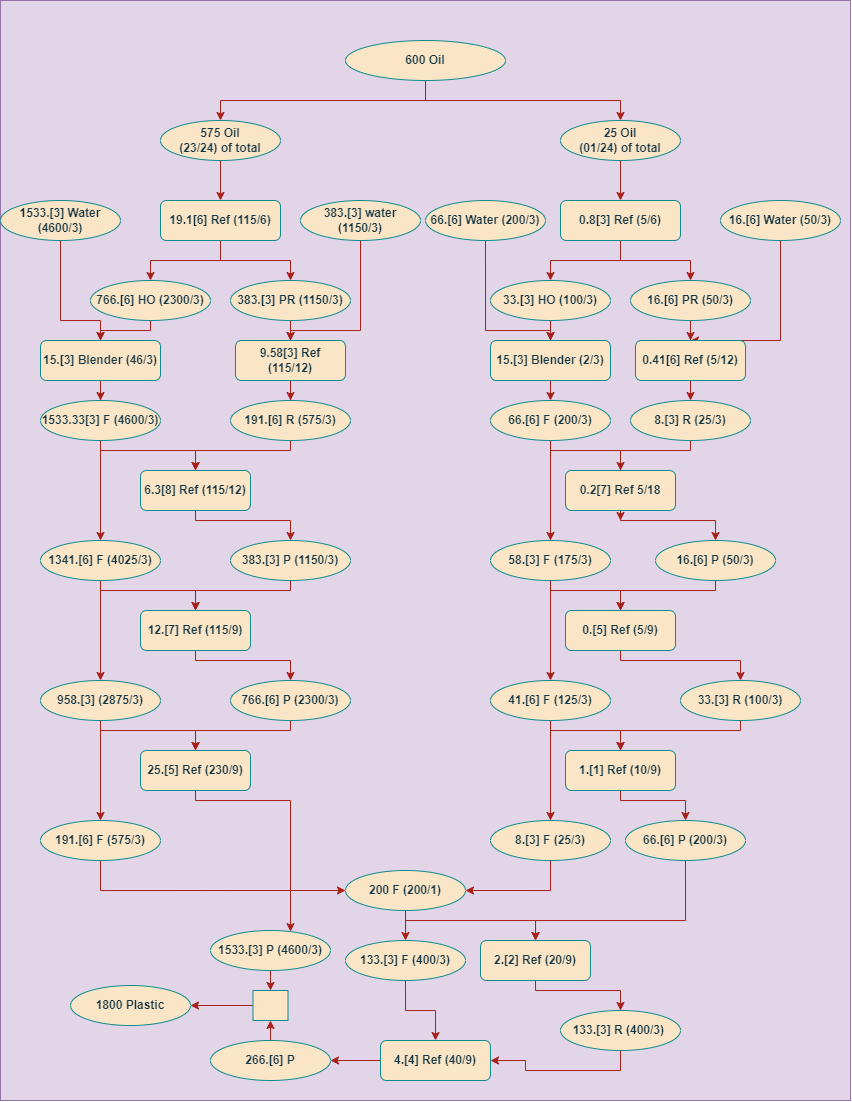 600 Oil
575 Oil
(23/24) of total
25 Oil
(01/24) of total
1533.[3] Water
(4600/3)
19.1[6] Ref (115/6)
383.[3] water
(1150/3)
66.[6] Water (200/3)
0.8[3] Ref (5/6)
16.[6] Water (50/3)
766.[6] HO (2300/3)
383.[3] PR (1150/3)
33.[3] HO (100/3)
16.[6] PR (50/3)
15.[3] Blender (46/3)
9.58[3] Ref
(115/12)
15.[3] Blender (2/3)
0.41[6] Ref (5/12)
1533.33[3] F (4600/3)
191.[6] R (575/3)
66.[6] F (200/3)
8.[3] R (25/3)
6.3[8] Ref (115/12)
0.2[7] Ref 5/18
1341.[6] F (4025/3)
383.[3] P (1150/3)
58.[3] F (175/3)
16.[6] P (50/3)
12.[7] Ref (115/9)
0.[5] Ref (5/9)
958.[3] (2875/3)
766.[6] P (2300/3)
41.[6] F (125/3)
33.[3] R (100/3)
25.[5] Ref (230/9)
1.[1] Ref (10/9)
191.[6] F (575/3)
8.[3] F (25/3)
66.[6] P (200/3)
200 F (200/1)
1533.[3] P (4600/3)
133.[3] F (400/3)
2.[2] Ref (20/9)
1800 Plastic
133.[3] R (400/3)
266.[6] P
4.[4] Ref (40/9)